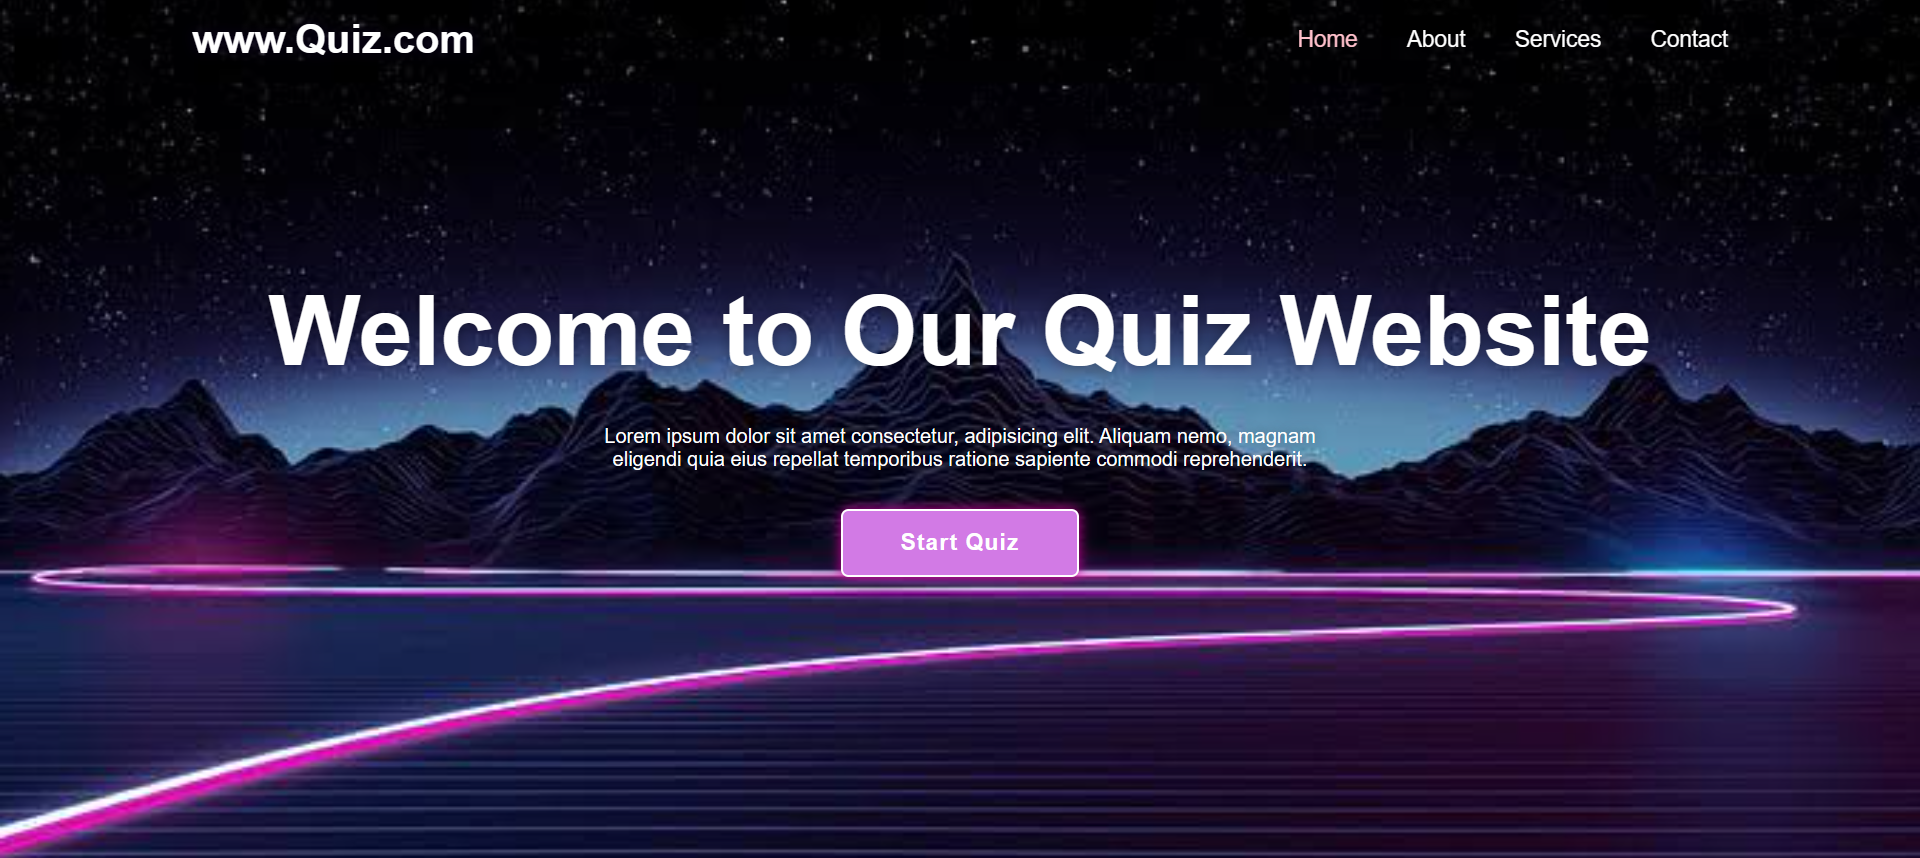 www.Quiz.com
Home About Services Contact
Welcome to Our Quiz Website
Lorem ipsum dolor sit amet consectetur, adipisicing elit. Aliquam nemo, magnam
eligendi quia eius repellat temporibus ratione sapiente commodi reprehenderit.
Start Quiz